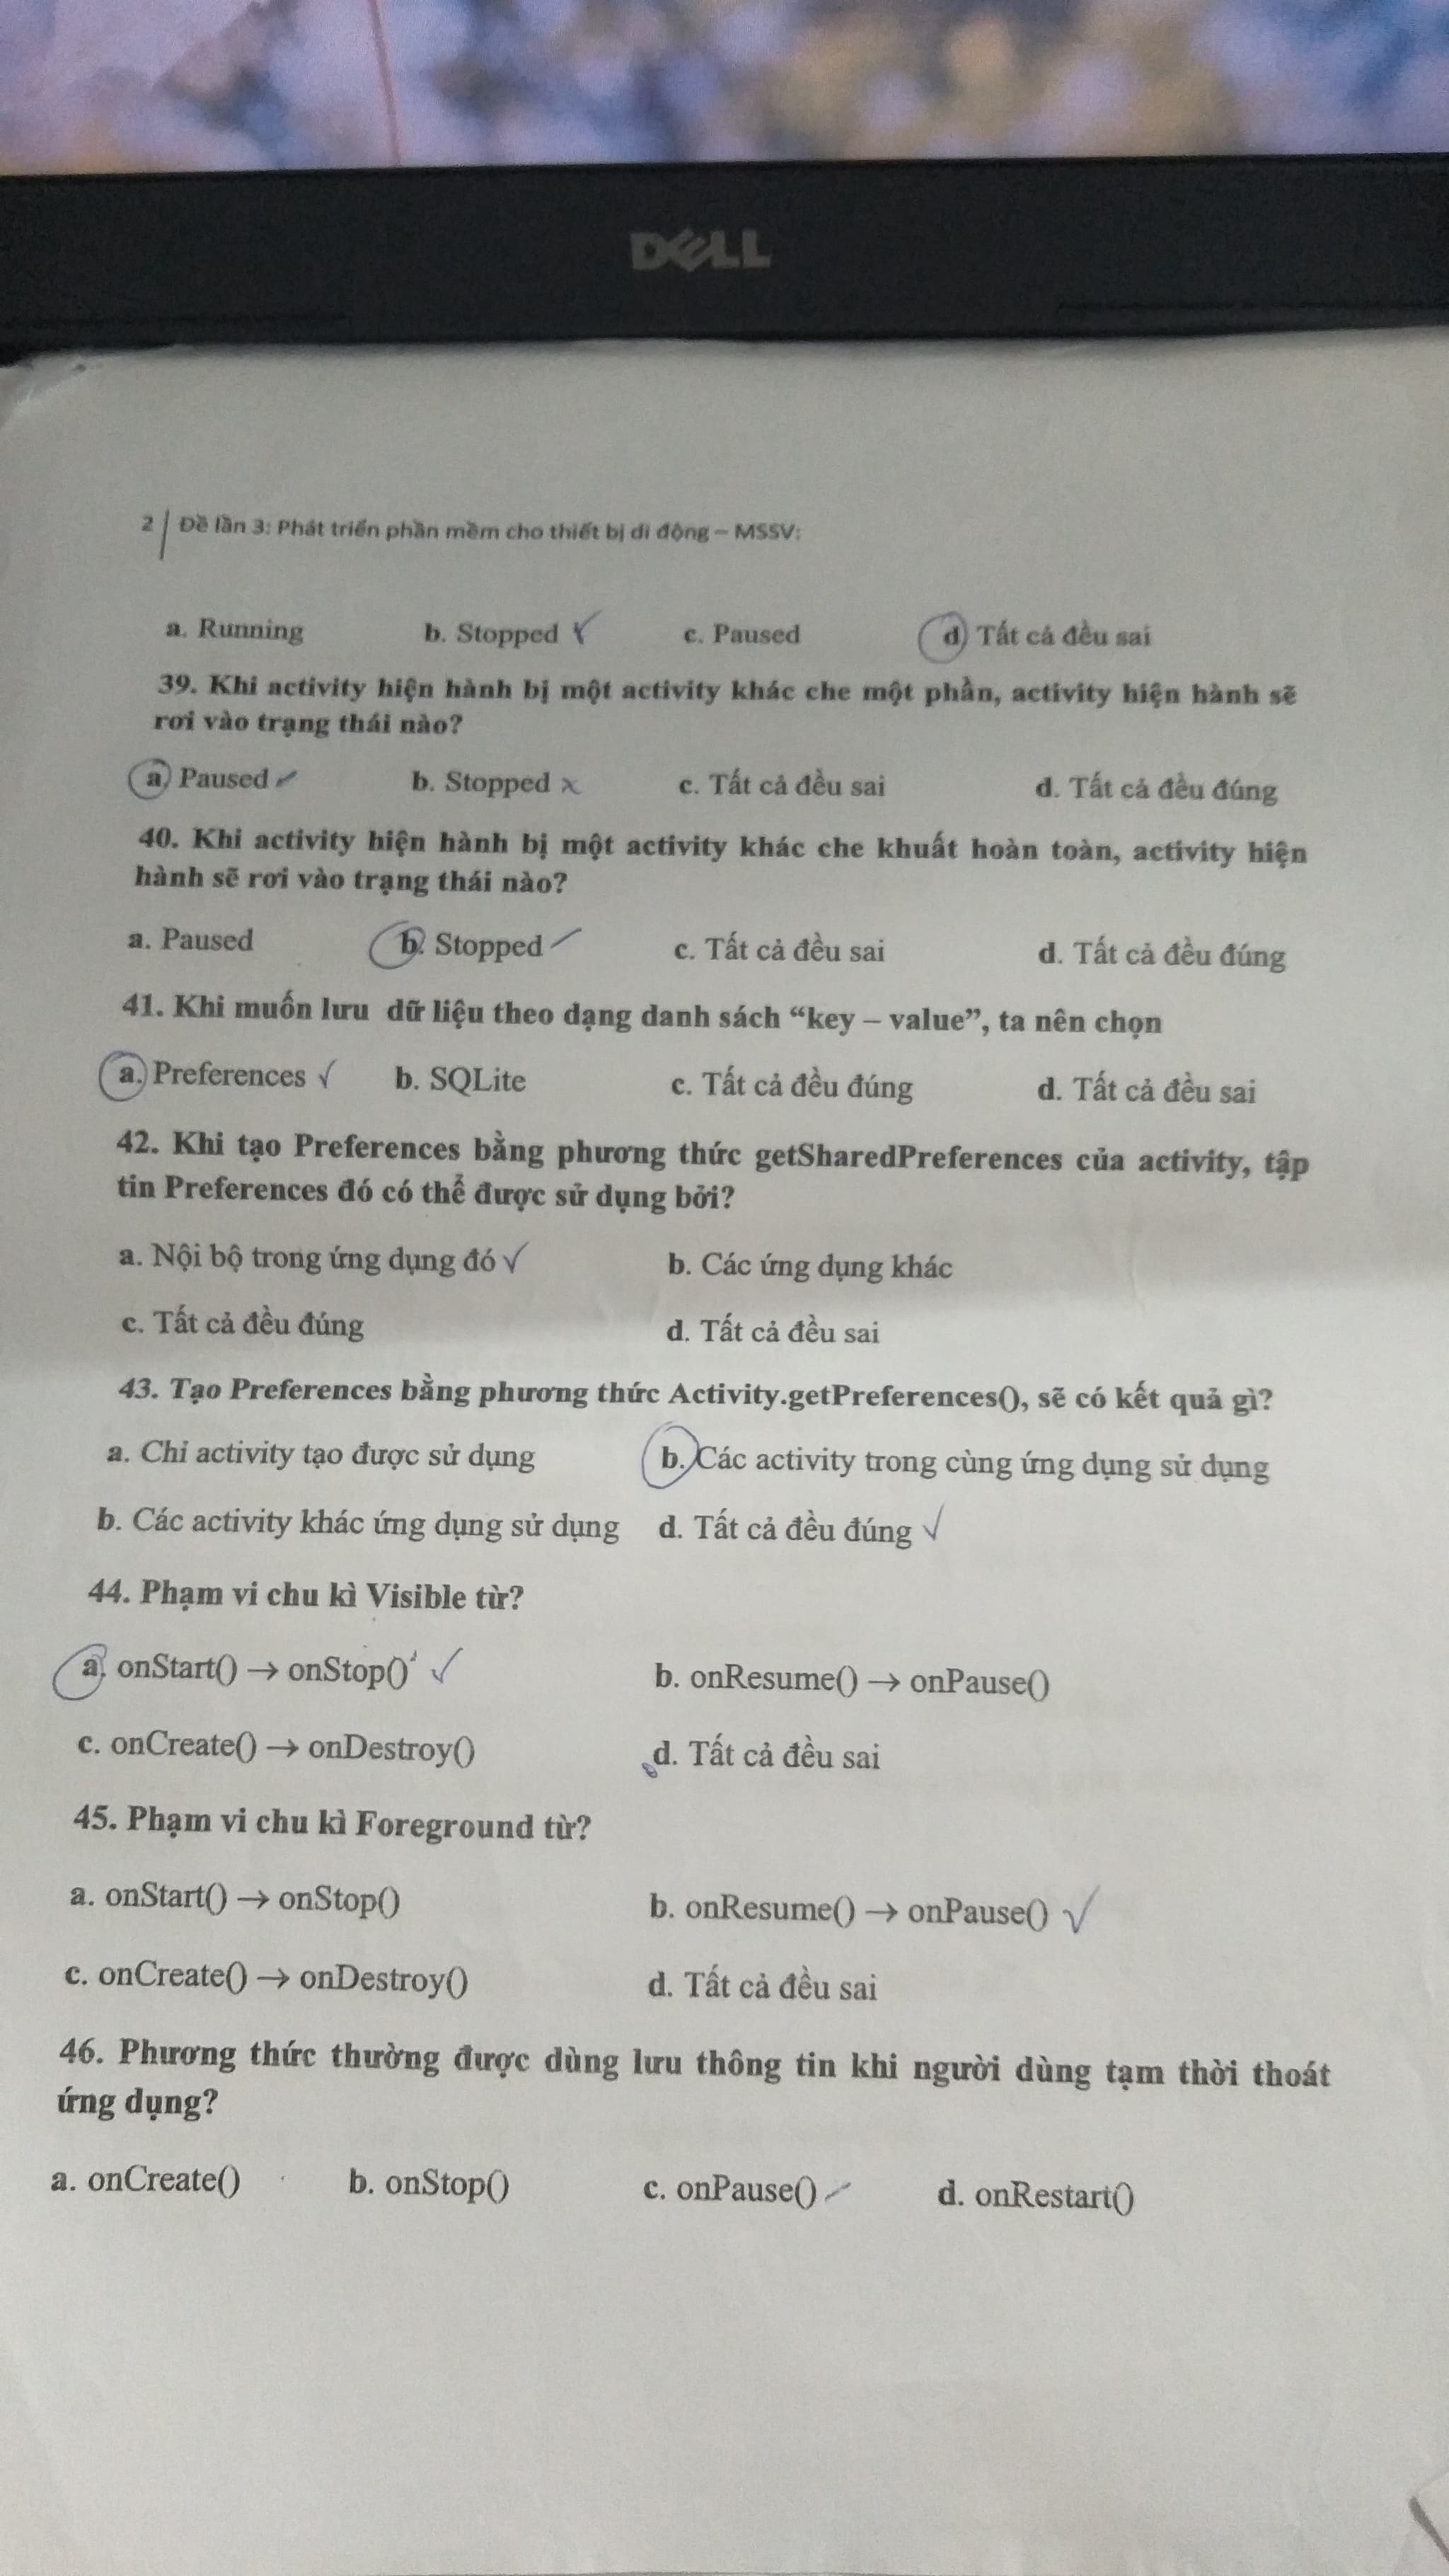 DELL
2 | Đề lần 3: Phát triển phần mềm cho thiết bị di động – MSSV:
a. Running b. Stopped ✓ c. Paused d. Tất cả đều sai
39. Khi activity hiện hành bị một activity khác che một phần, activity hiện hành sẽ
rơi vào trạng thái nào?
a. Paused ✓ b. Stopped x c. Tất cả đều sai d. Tất cả đều đúng
40. Khi activity hiện hành bị một activity khác che khuất hoàn toàn, activity hiện
hành sẽ rơi vào trạng thái nào?
a. Paused b. Stopped ✓ c. Tất cả đều sai d. Tất cả đều đúng
41. Khi muốn lưu dữ liệu theo dạng danh sách “key – value”, ta nên chọn
a. Preferences ✓ b. SQLite c. Tất cả đều đúng d. Tất cả đều sai
42. Khi tạo Preferences bằng phương thức getSharedPreferences của activity, tập
tin Preferences đó có thể được sử dụng bởi?
a. Nội bộ trong ứng dụng đó ✓ b. Các ứng dụng khác
c. Tất cả đều đúng d. Tất cả đều sai
43. Tạo Preferences bằng phương thức Activity.getPreferences(), sẽ có kết quả gì?
a. Chỉ activity tạo được sử dụng b. Các activity trong cùng ứng dụng sử dụng
b. Các activity khác ứng dụng sử dụng d. Tất cả đều đúng ✓
44. Phạm vi chu kì Visible từ?
a. onStart() → onStop() ✓ b. onResume() → onPause()
c. onCreate() → onDestroy() d. Tất cả đều sai
45. Phạm vi chu kì Foreground từ?
a. onStart() → onStop() b. onResume() → onPause() ✓
c. onCreate() → onDestroy() d. Tất cả đều sai
46. Phương thức thường được dùng lưu thông tin khi người dùng tạm thời thoát
ứng dụng?
a. onCreate() b. onStop() c. onPause() ✓ d. onRestart()